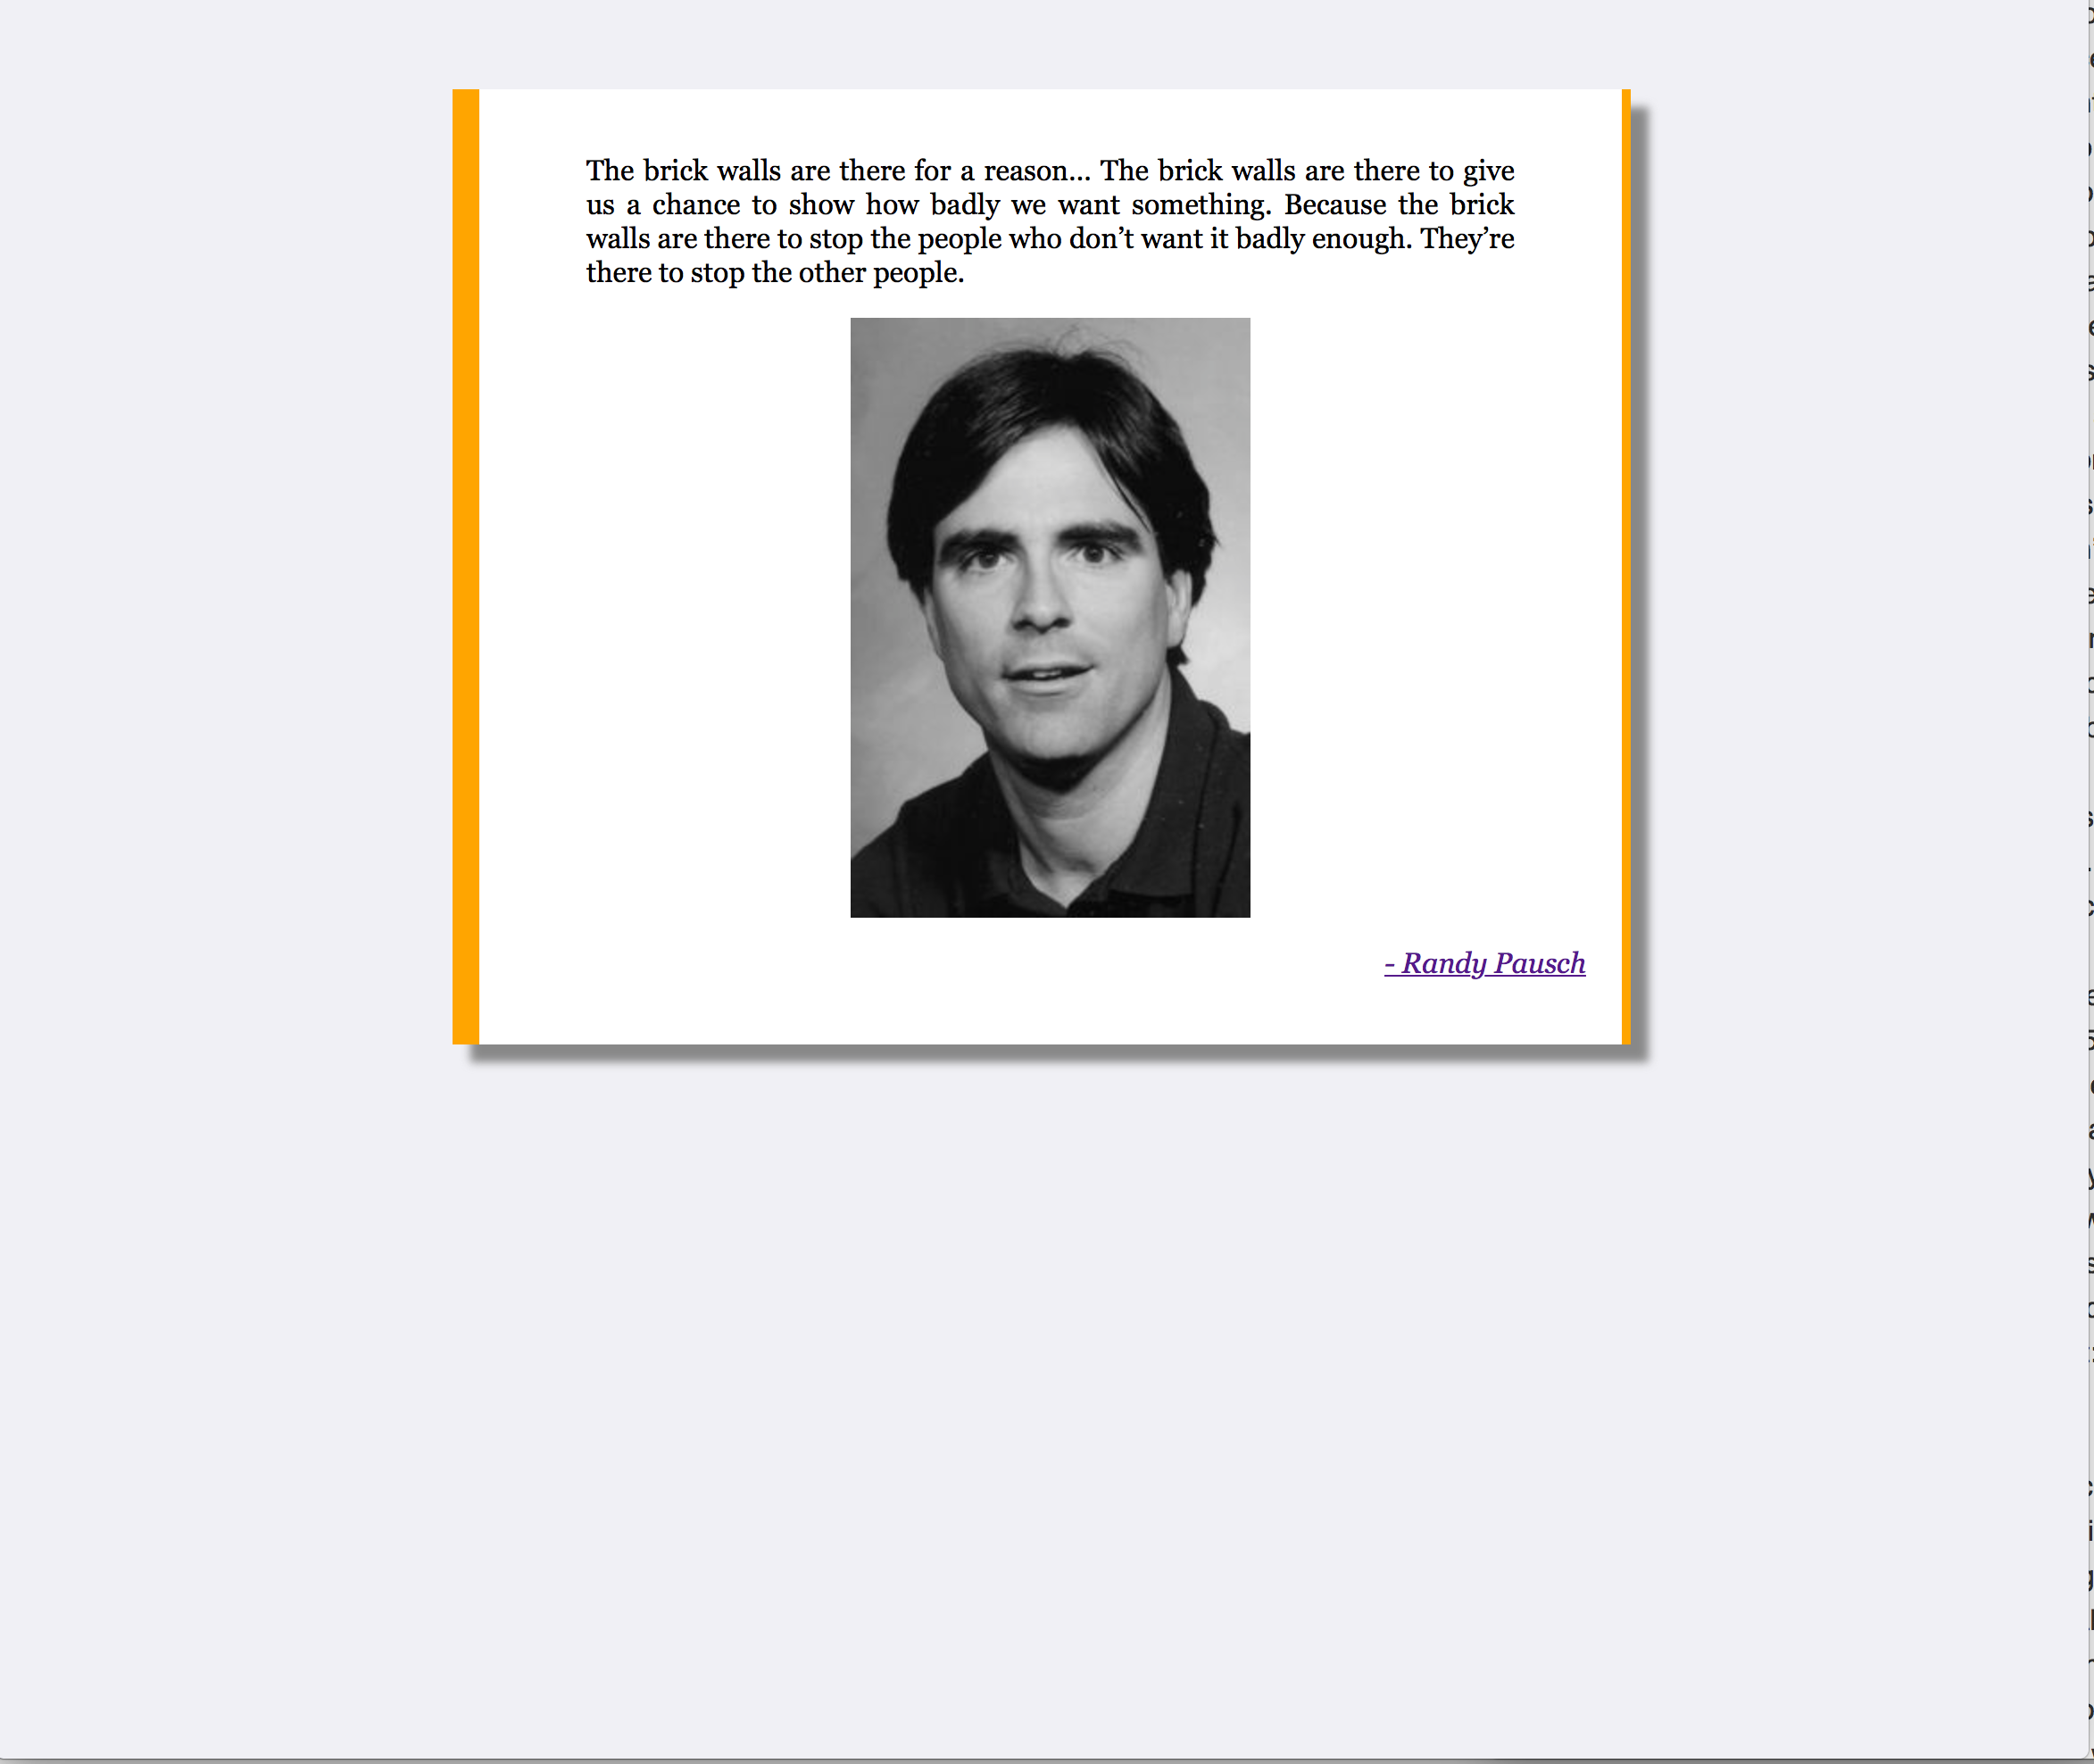 The brick walls are there for a reason... The brick walls are there to give
us a chance to show how badly we want something. Because the brick
walls are there to stop the people who don’t want it badly enough. They’re
there to stop the other people.
- Randy Pausch